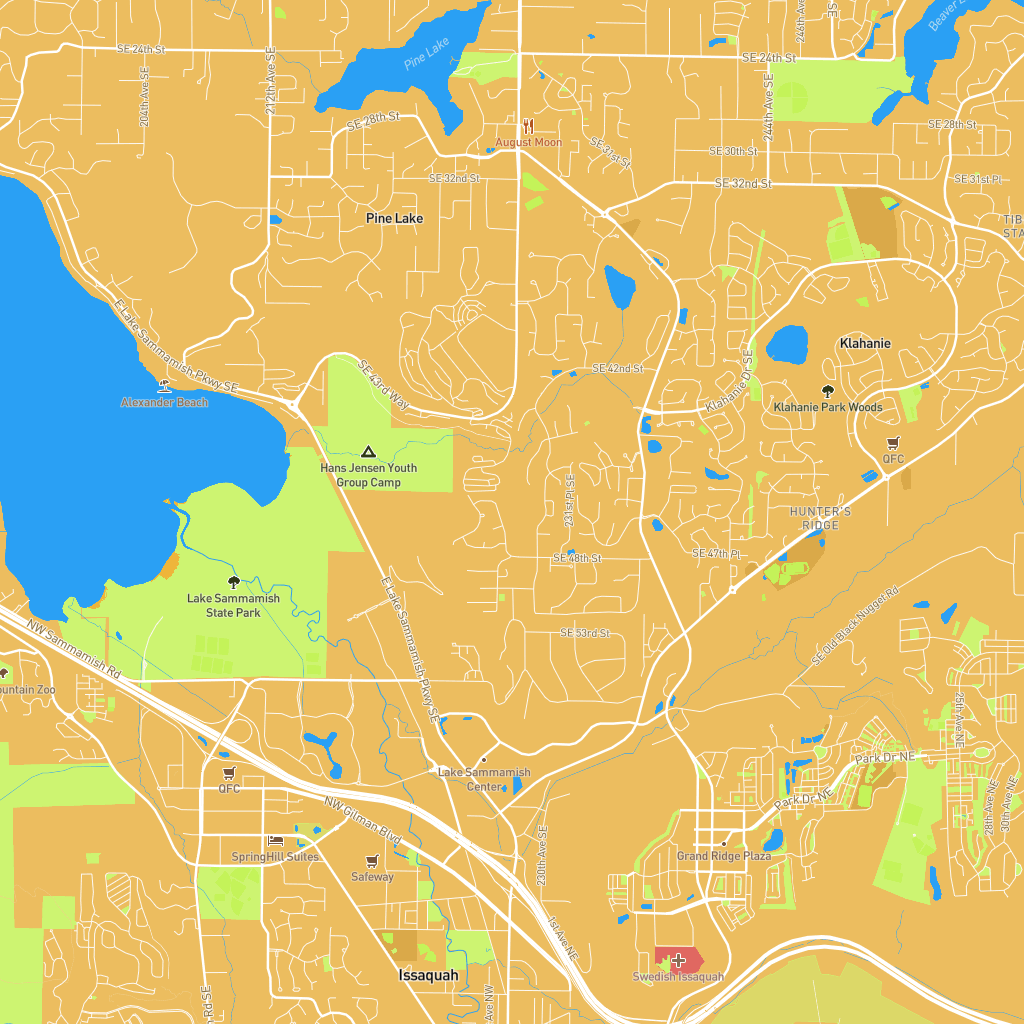 SE 24th St
204th Ave SE
212th Ave SE
Pine Lake
SE 28th St
August Moon
SE 31st St
SE 32nd St
Pine Lake
SE 24th St
244th Ave SE
SE 30th St
SE 32nd St
SE 28th St
SE 31st Pl
E Lake Sammamish Pkwy SE
Alexander Beach
SE 43rd Way
SE 42nd St
Klahanie Dr SE
Klahanie
Klahanie Park Woods
QFC
Hans Jensen Youth
Group Camp
231st Pl SE
HUNTER'S
RIDGE
SE 47th Pl
SE 48th St
Lake Sammamish
State Park
E Lake Sammamish Pkwy SE
SE 53rd St
SE Old Black Nugget Rd
NW Sammamish Rd
25th Ave NE
Park Dr NE
Park Dr NE
28th Ave NE
30th Ave NE
Lake Sammamish
Center
QFC
NW Gilman Blvd
SpringHill Suites
Safeway
230th Ave SE
Grand Ridge Plaza
1st Ave NE
Swedish Issaquah
Issaquah